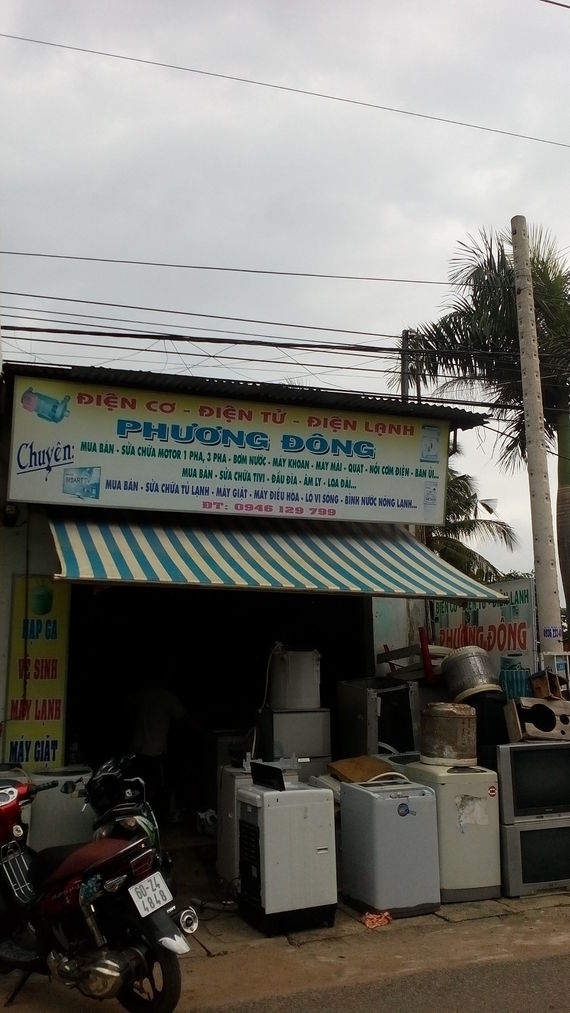 ĐIỆN CƠ - ĐIỆN TỬ - ĐIỆN LẠNH
PHƯƠNG ĐÔNG
Chuyên:
MUA BÁN - SỬA CHỮA MOTOR 1 PHA, 3 PHA - BƠM NƯỚC - MÁY KHOAN - MÁY MÀI - QUẠT - NỒI CƠM ĐIỆN - BÀN ỦI...
MUA BÁN - SỬA CHỮA TIVI - ĐẦU ĐĨA - ÂM LY - LOA ĐÀI...
MUA BÁN - SỬA CHỮA TỦ LẠNH - MÁY GIẶT - MÁY ĐIỀU HÒA - LÒ VI SÓNG - BÌNH NƯỚC NÓNG LẠNH...
ĐT: 0946 129 799
NẠP GA
VỆ SINH
MÁY LẠNH
MÁY GIẶT
PHƯƠNG ĐÔNG
60-Z4
4848